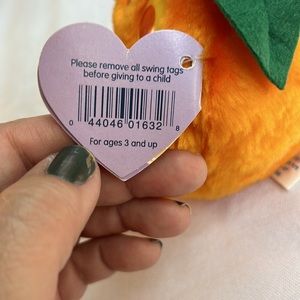 Please remove all swing tags
before giving to a child
0 44046 01632 8
For ages 3 and up